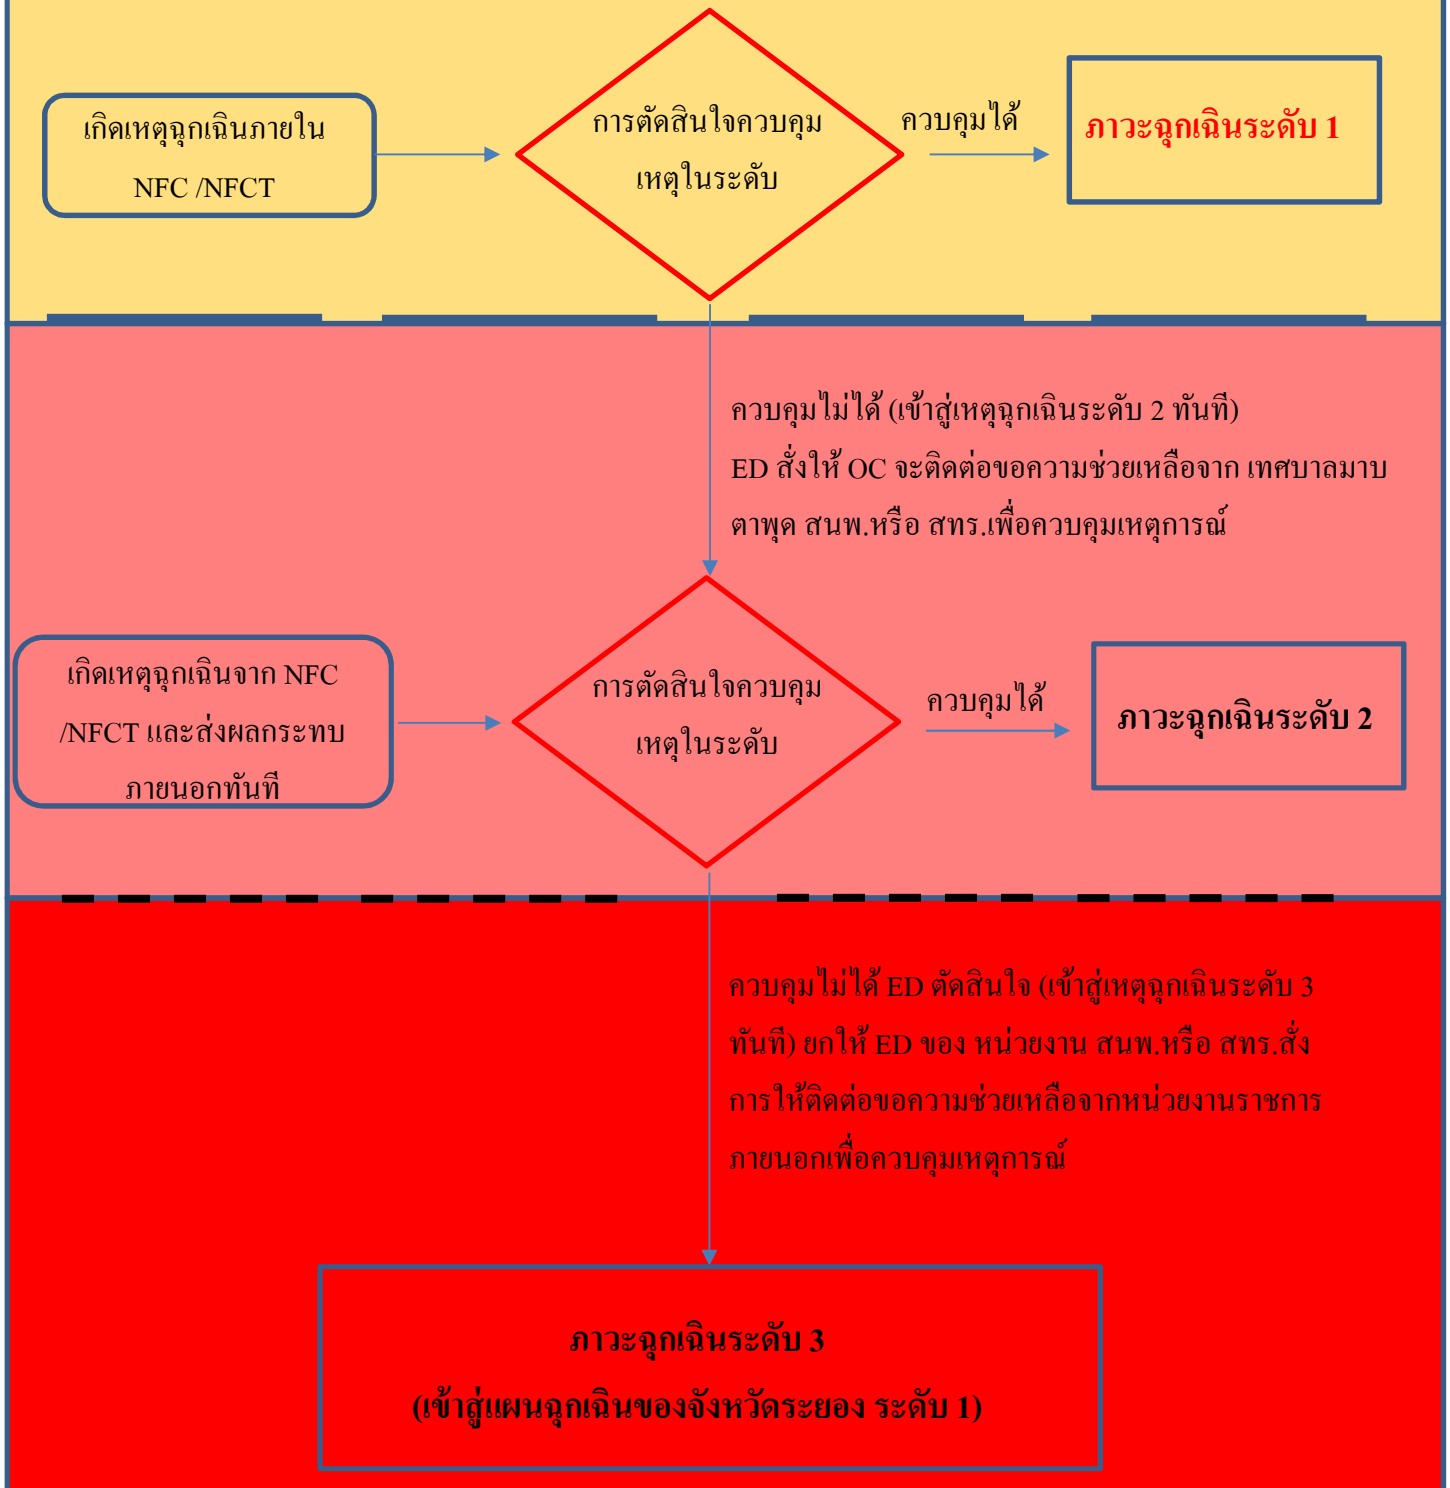 เกิดเหตุฉุกเฉินภายใน
NFC /NFCT
การตัดสินใจควบคุม
เหตุในระดับ
ควบคุมได้
ภาวะฉุกเฉินระดับ 1
ควบคุมไม่ได้ (เข้าสู่เหตุฉุกเฉินระดับ 2 ทันที)
ED สั่งให้ OC จะติดต่อขอความช่วยเหลือจาก เทศบาลมาบ
ตาพุด สนพ.หรือ สทร.เพื่อควบคุมเหตุการณ์
เกิดเหตุฉุกเฉินจาก NFC
/NFCT และส่งผลกระทบ
ภายนอกทันที
การตัดสินใจควบคุม
เหตุในระดับ
ควบคุมได้
ภาวะฉุกเฉินระดับ 2
ควบคุมไม่ได้ ED ตัดสินใจ (เข้าสู่เหตุฉุกเฉินระดับ 3
ทันที) ยกให้ ED ของ หน่วยงาน สนพ.หรือ สทร.สั่ง
การให้ติดต่อขอความช่วยเหลือจากหน่วยงานราชการ
ภายนอกเพื่อควบคุมเหตุการณ์
ภาวะฉุกเฉินระดับ 3
(เข้าสู่แผนฉุกเฉินของจังหวัดระยอง ระดับ 1)